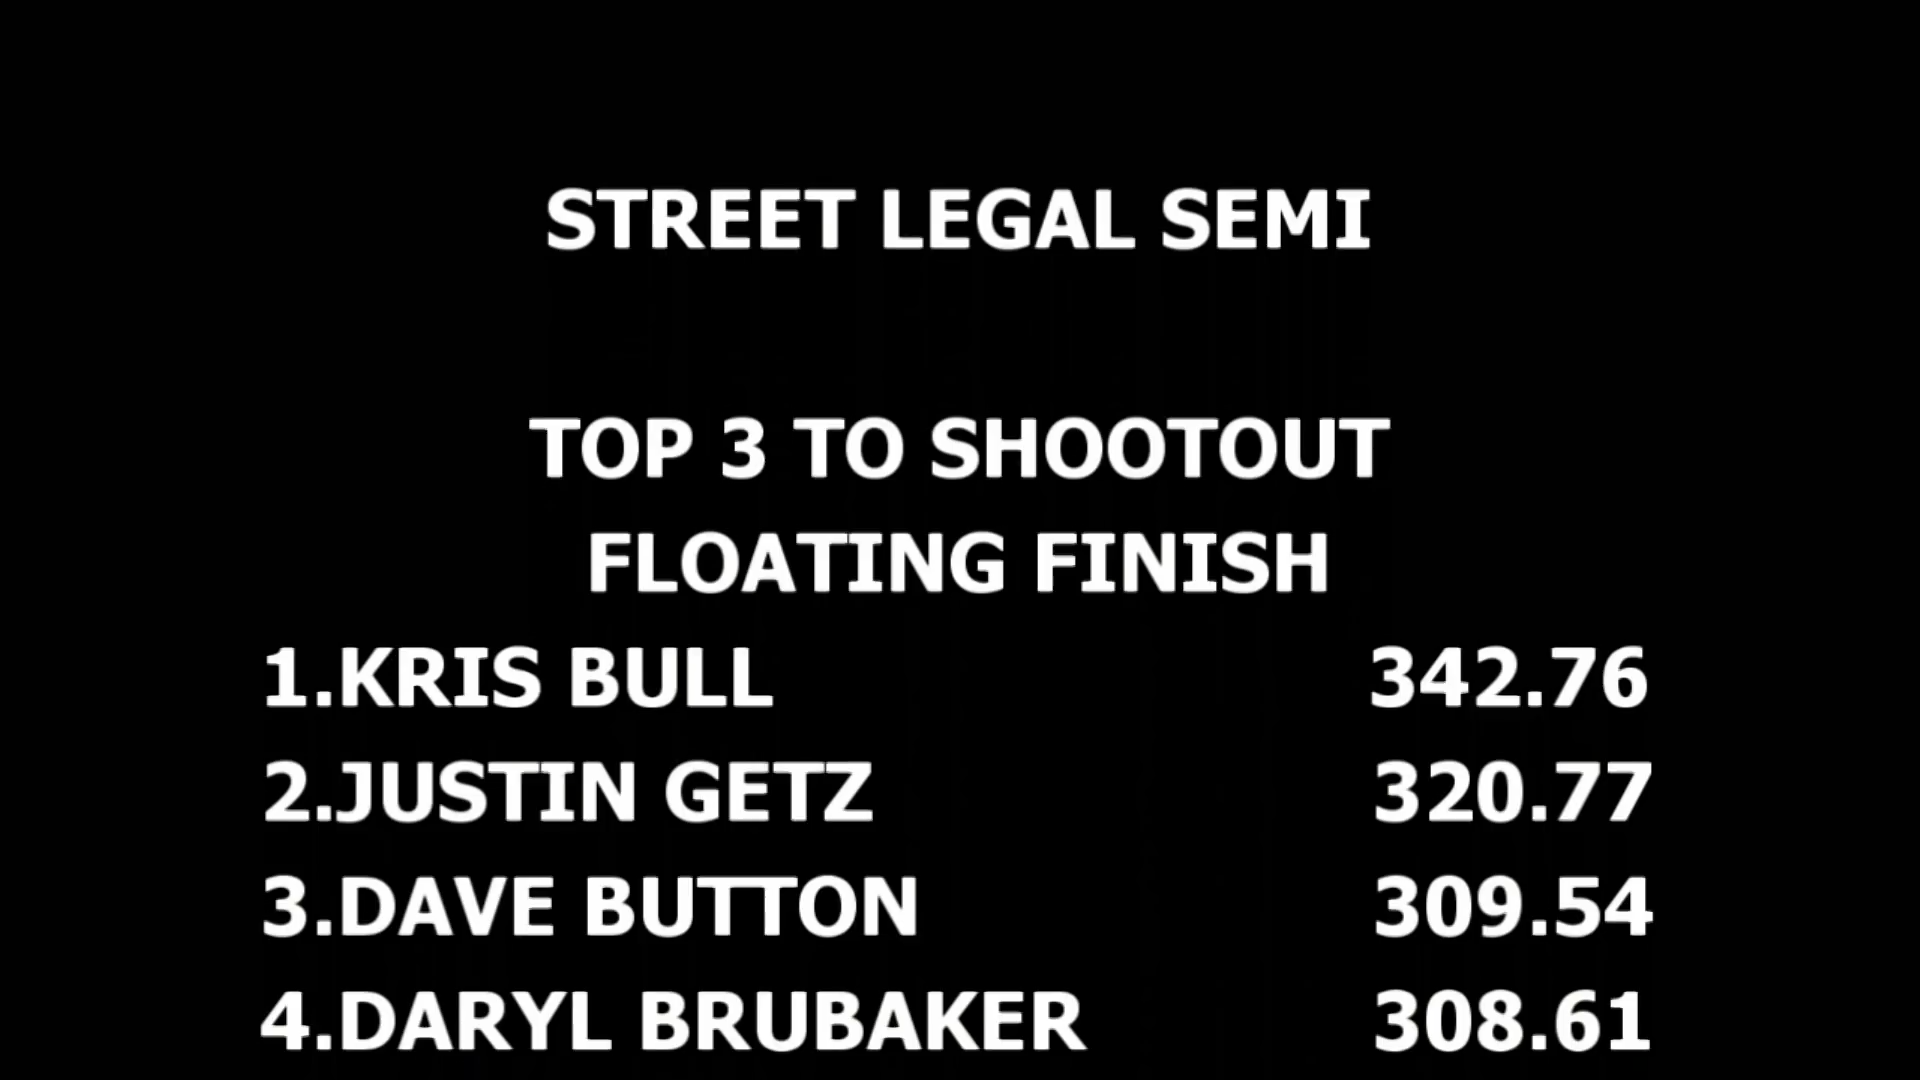 STREET LEGAL SEMI
TOP 3 TO SHOOTOUT
FLOATING FINISH
1.KRIS BULL 342.76
2.JUSTIN GETZ 320.77
3.DAVE BUTTON 309.54
4.DARYL BRUBAKER 308.61